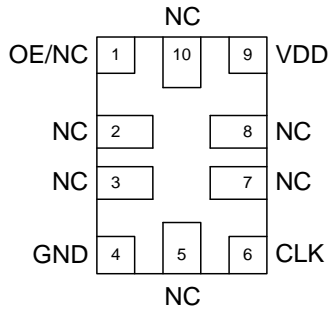 NC
OE/NC 1 10 9 VDD
NC 2 8 NC
NC 3 7 NC
GND 4 5 6 CLK
NC